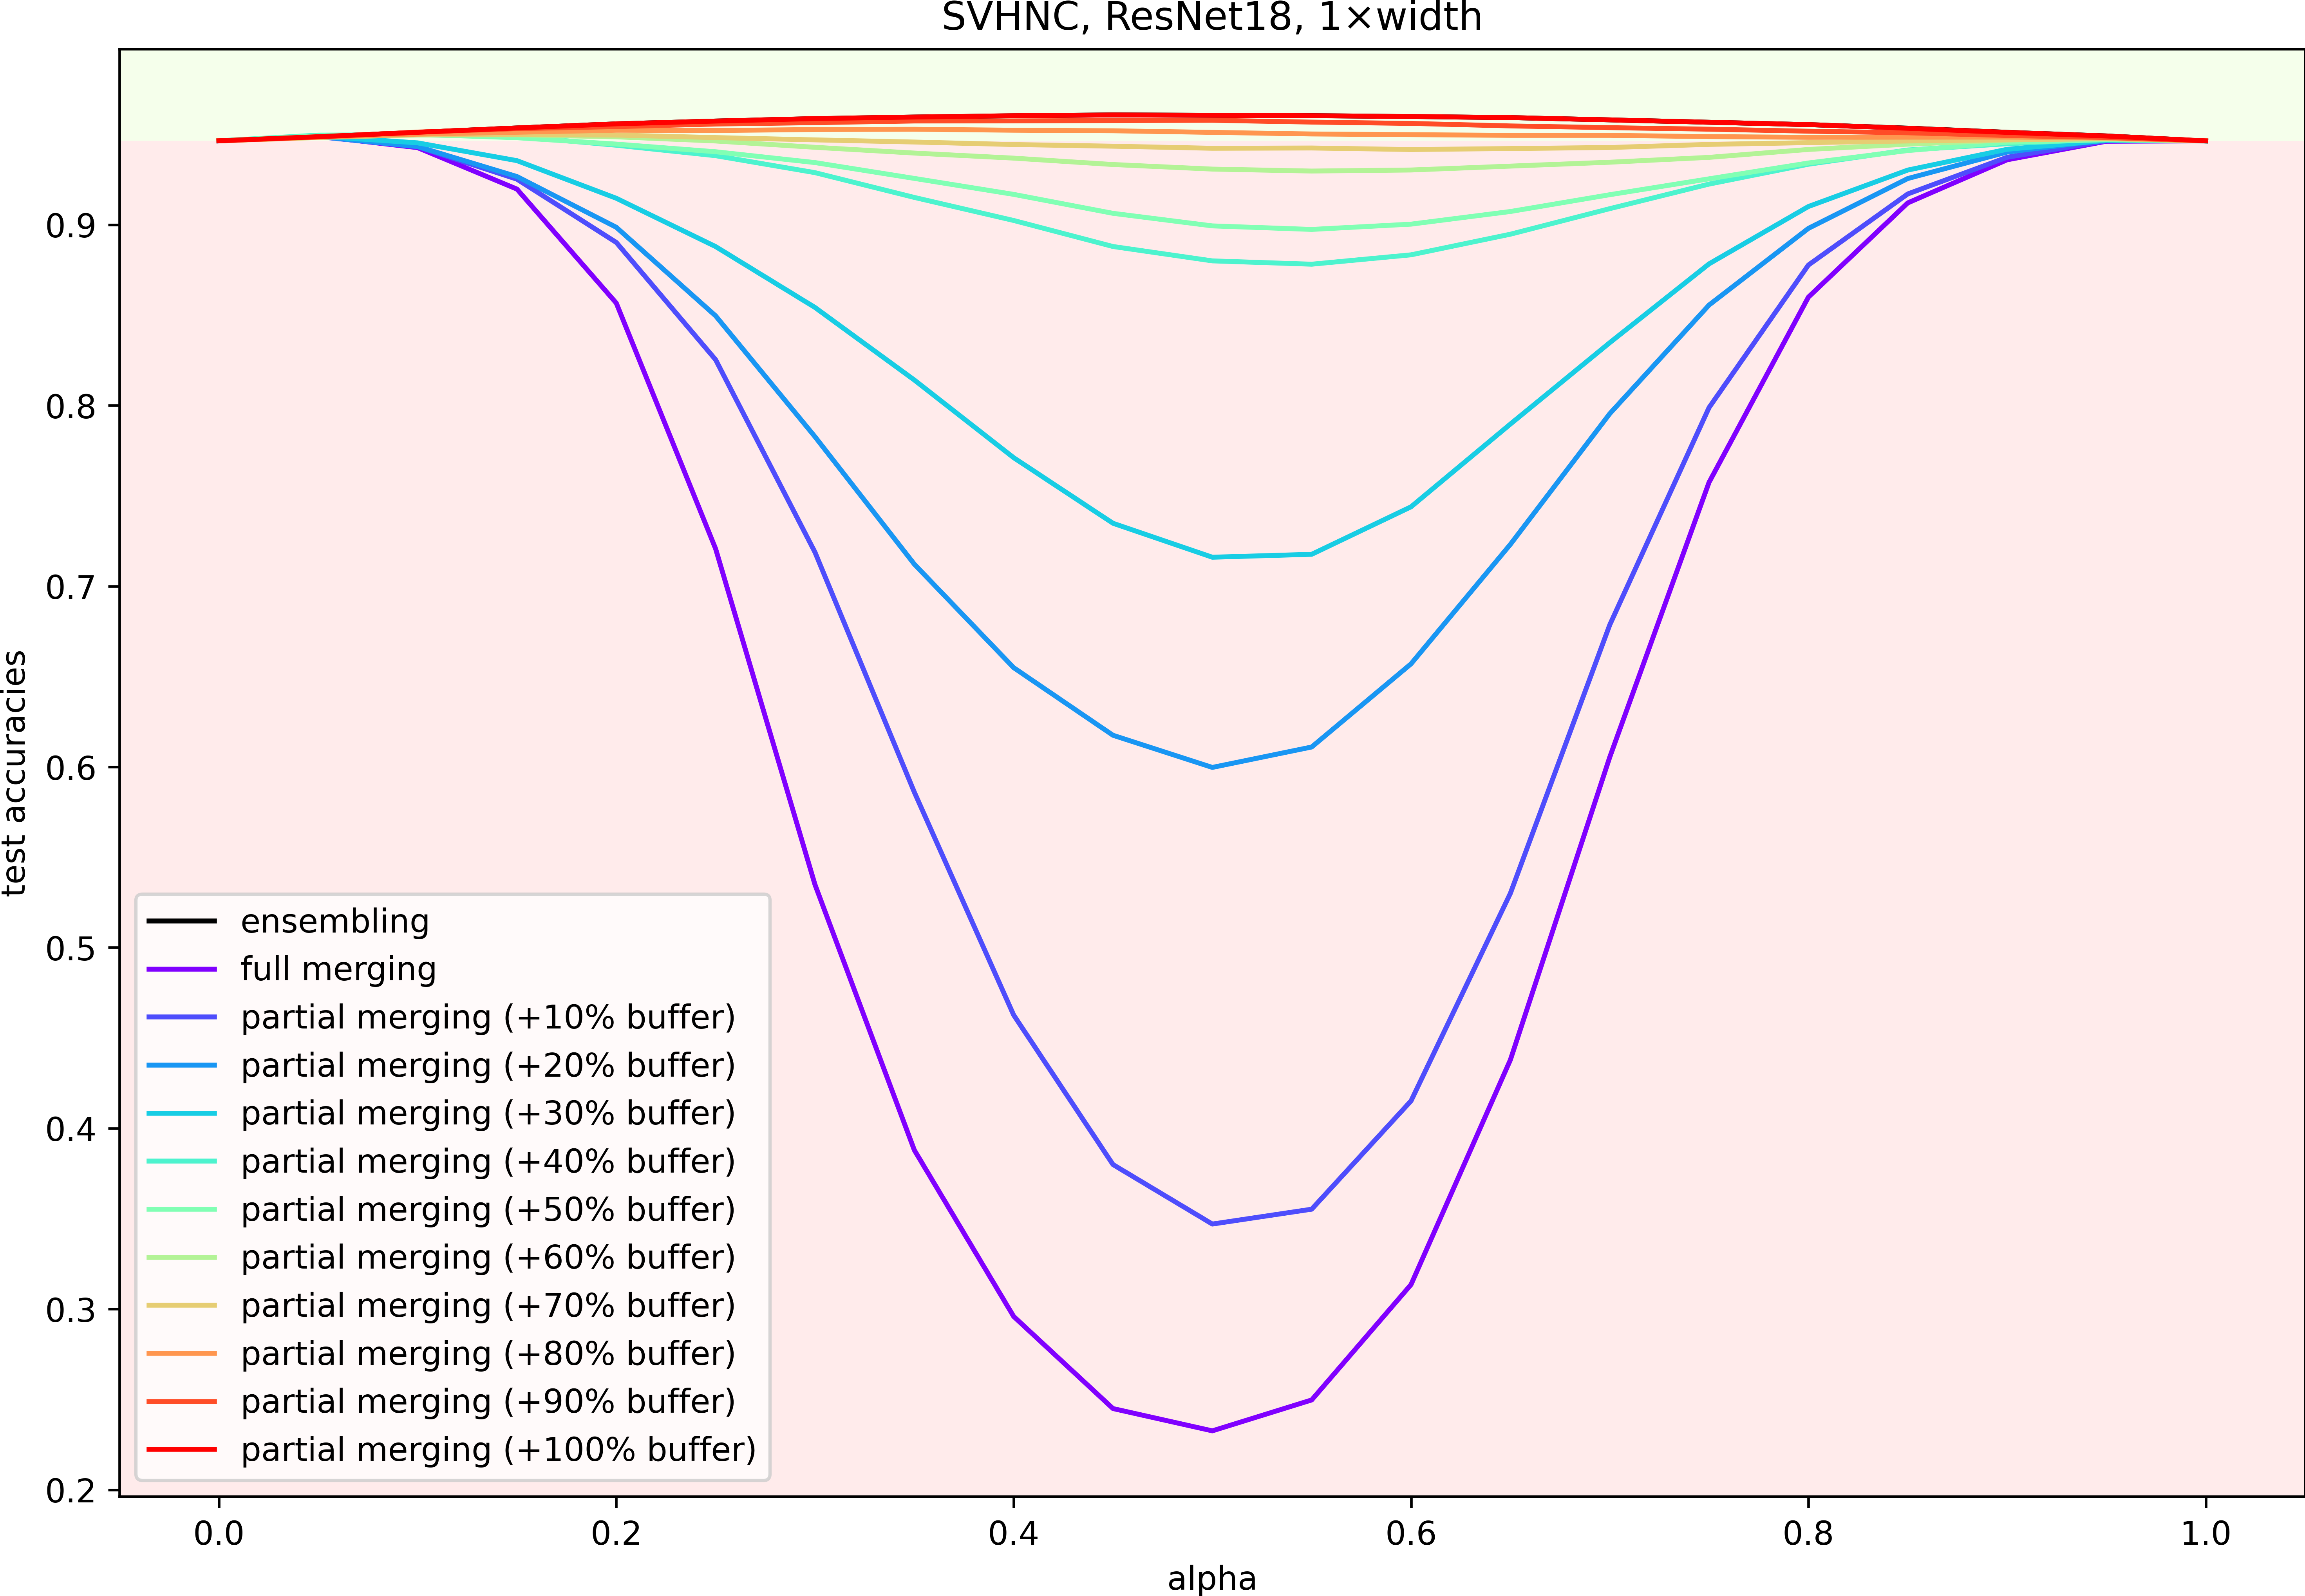 SVHNC, ResNet18, 1×width
test accuracies
0.9
0.8
0.7
0.6
0.5
0.4
0.3
0.2
ensembling
full merging
partial merging (+10% buffer)
partial merging (+20% buffer)
partial merging (+30% buffer)
partial merging (+40% buffer)
partial merging (+50% buffer)
partial merging (+60% buffer)
partial merging (+70% buffer)
partial merging (+80% buffer)
partial merging (+90% buffer)
partial merging (+100% buffer)
0.0 0.2 0.4 0.6 0.8 1.0
alpha